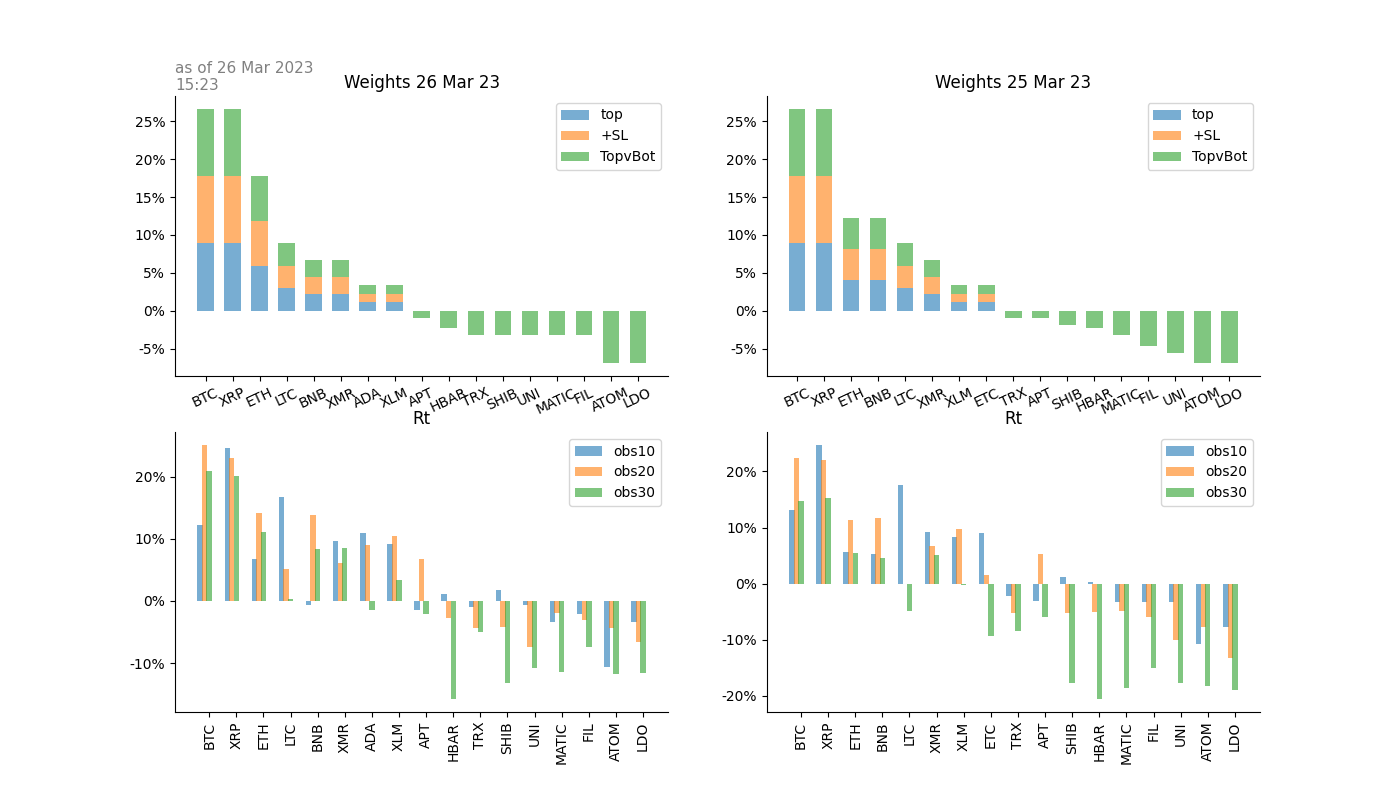 as of 26 Mar 2023
15:23
Weights 26 Mar 23
25%
20%
15%
10%
5%
0%
-5%
top
+SL
TopvBot
BTC XRP ETH LTC BNB XMR ADA XLM APT HBAR TRX SHIB UNI MATIC FIL ATOM LDO
Weights 25 Mar 23
25%
20%
15%
10%
5%
0%
-5%
top
+SL
TopvBot
BTC XRP ETH BNB LTC XMR XLM ETC TRX APT SHIB HBAR MATIC FIL UNI ATOM LDO
Rt
20%
10%
0%
-10%
obs10
obs20
obs30
BTC XRP ETH LTC BNB XMR ADA XLM APT HBAR TRX SHIB UNI MATIC FIL ATOM LDO
Rt
20%
10%
0%
-10%
-20%
obs10
obs20
obs30
BTC XRP ETH BNB LTC XMR XLM ETC TRX APT SHIB HBAR MATIC FIL UNI ATOM LDO